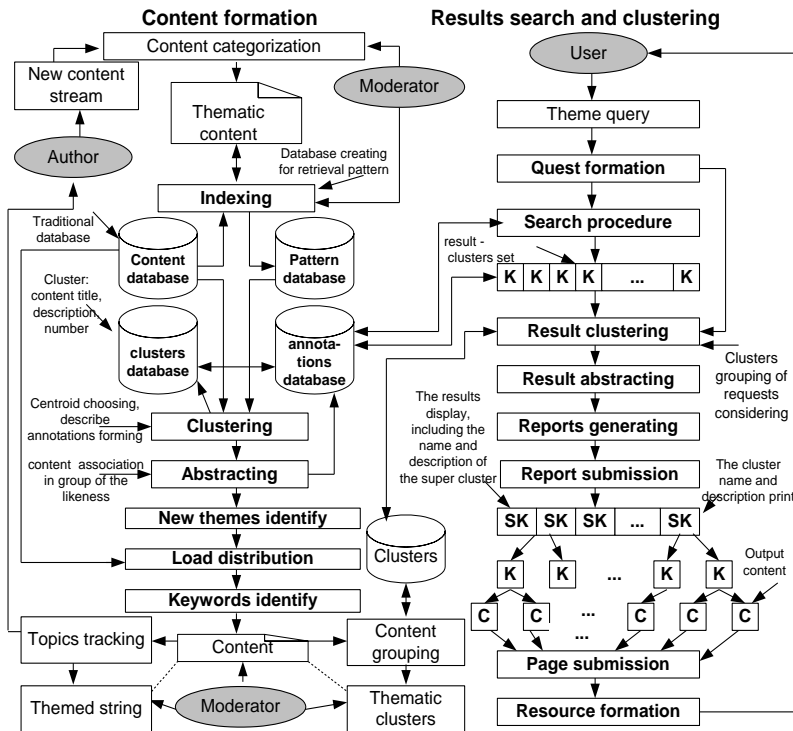 Content formation
Content categorization
New content
stream
Moderator
Thematic
content
Author
Database creating
for retrieval pattern
Indexing
Traditional
database
Content
database
Pattern
database
Cluster:
content title,
description,
number
clusters
database
annota-
tions
database
Centroid choosing,
describe
annotations forming
Clustering
content association
in group of the
likeness
Abstracting
New themes identify
Load distribution
Clusters
Keywords identify
Topics tracking
Content
Content
grouping
Themed string
Moderator
Thematic
clusters
Results search and clustering
User
Theme query
Quest formation
Search procedure
result -
clusters set
K K K K ... K
Result clustering
Clusters
grouping of
requests
considering
Result abstracting
The results
display,
including the
name and
description of
the super cluster
Reports generating
Report submission
The cluster
name and
description print
SK SK SK ... SK
Output
content
K K ... K K
C C ... C C C
...
Page submission
Resource formation